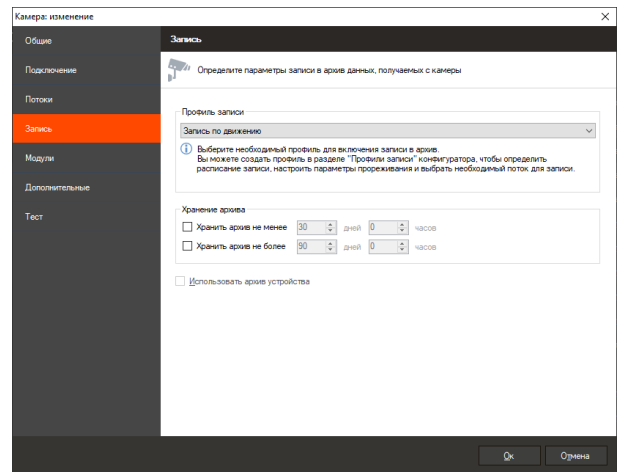 Камера: изменение
Общие
Подключение
Потоки
Запись
Модули
Дополнительные
Тест
Запись
Определите параметры записи в архив данных, получаемых с камеры
Профиль записи
Запись по движению
Выберите необходимый профиль для включения записи в архив.
Вы можете создать профиль в разделе "Профили записи" конфигуратора, чтобы определить
расписание записи, настроить параметры прореживания и выбрать необходимый поток для записи.
Хранение архива
Хранить архив не менее 30 дней 0 часов
Хранить архив не более 90 дней 0 часов
Использовать архив устройства
Ок Отмена